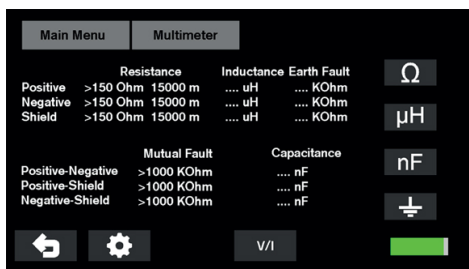 Main Menu Multimeter
Resistance Inductance Earth Fault
Positive >150 Ohm 15000 m .... uH .... KOhm
Negative >150 Ohm 15000 m .... uH .... KOhm
Shield >150 Ohm 15000 m .... uH .... KOhm
Ω
µH
Mutual Fault Capacitance
Positive-Negative >1000 KOhm .... nF
Positive-Shield >1000 KOhm .... nF
Negative-Shield >1000 KOhm .... nF
nF
V/I